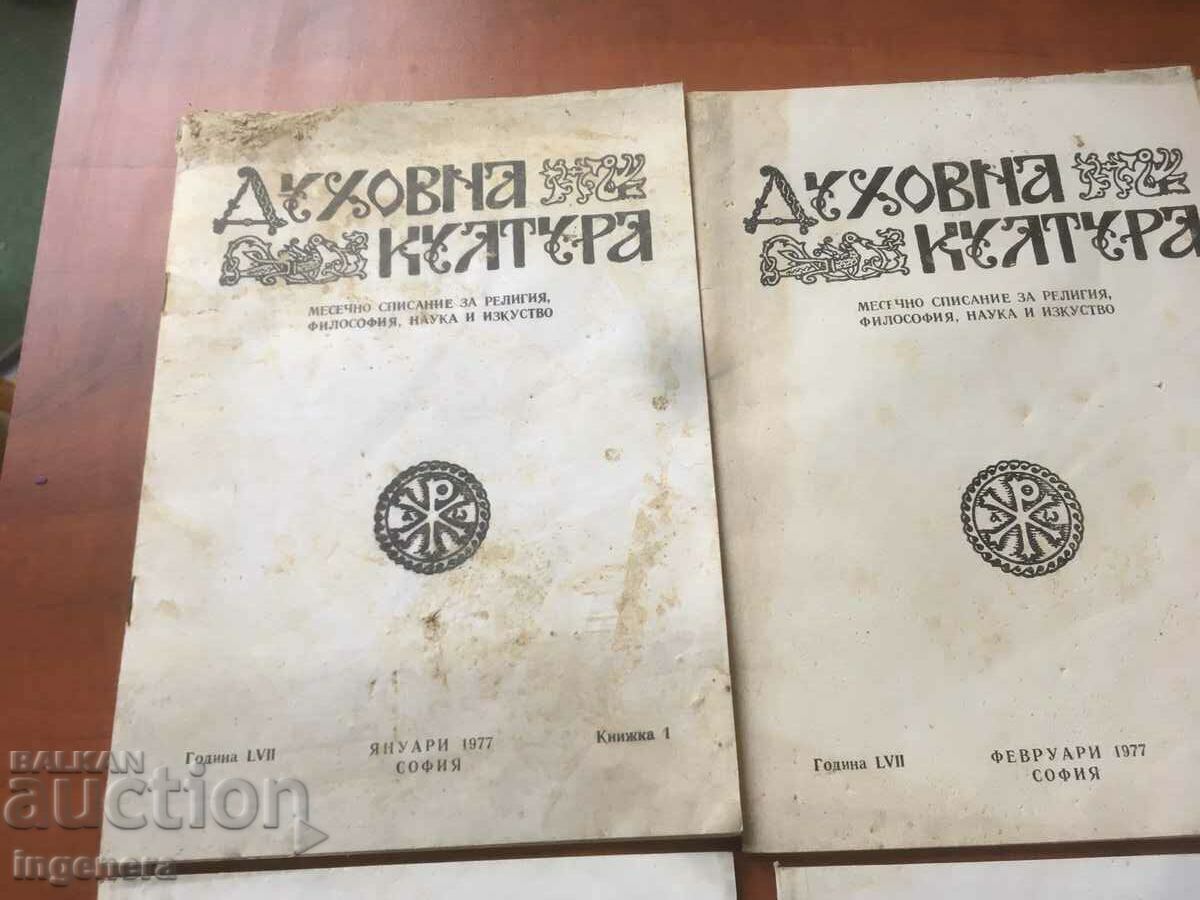 ДУХОВНА
КУЛТУРА
МЕСЕЧНО СПИСАНИЕ ЗА РЕЛИГИЯ,
ФИЛОСОФИЯ, НАУКА И ИЗКУСТВО
Година LVII
ЯНУАРИ 1977
СОФИЯ
Книжка 1
ДУХОВНА
КУЛТУРА
МЕСЕЧНО СПИСАНИЕ ЗА РЕЛИГИЯ,
ФИЛОСОФИЯ, НАУКА И ИЗКУСТВО
Година LVII
ФЕВРУАРИ 1977
СОФИЯ
BALKAN
auction
ingenera